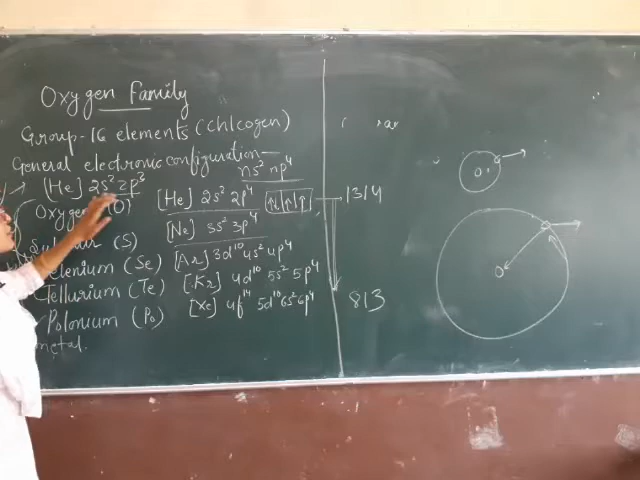 Oxygen Family
Group-16 elements (chlcogen)
General electronic configuration — ns² np⁴
→ [He] 2s² 2p³
Oxygen (O) [He] 2s² 2p⁴ ↑↓ ↑ ↑
(S) [Ne] 3s² 3p⁴
Selenium (Se) [Ar] 3d¹⁰ 4s² 4p⁴
Tellurium (Te) [Kr] 4d¹⁰ 5s² 5p⁴
Polonium (Po) [Xe] 4f¹⁴ 5d¹⁰ 6s² 6p⁴
metal.
1314
813